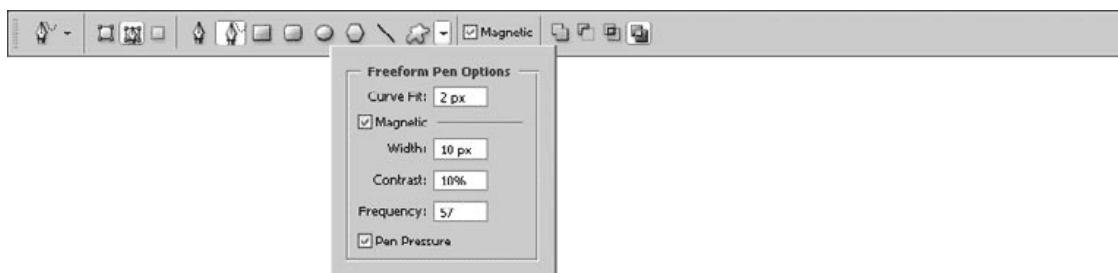 Magnetic
Freeform Pen Options
Curve Fit: 2 px
Magnetic
Width: 10 px
Contrast: 10%
Frequency: 57
Pen Pressure